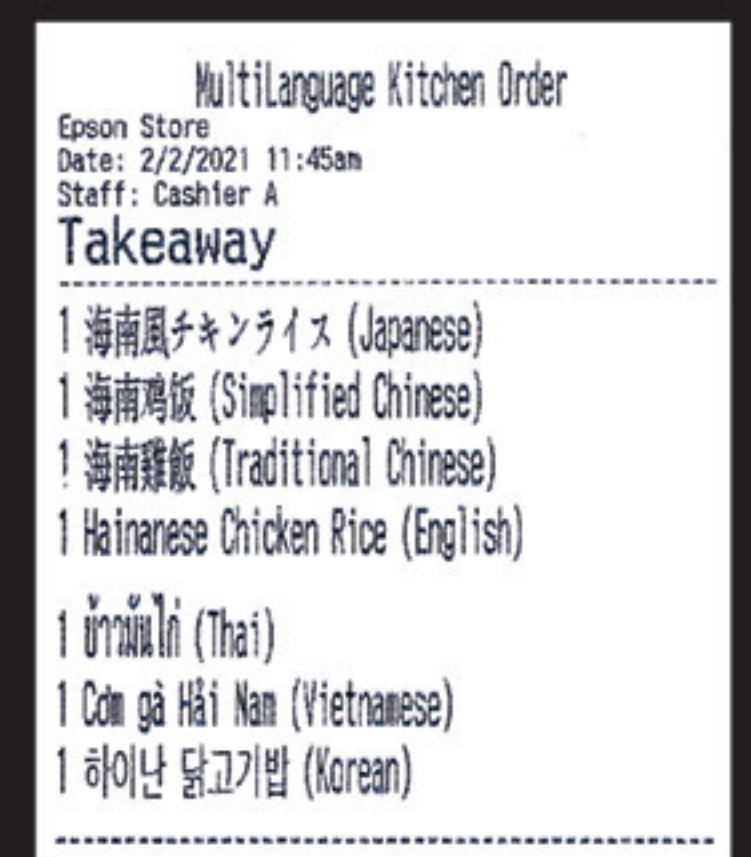 MultiLanguage Kitchen Order
Epson Store
Date: 2/2/2021 11:45am
Staff: Cashier A
Takeaway
1 海南風チキンライス (Japanese)
1 海南鸡饭 (Simplified Chinese)
1 海南雞飯 (Traditional Chinese)
1 Hainanese Chicken Rice (English)
1 ข้าวมันไก่ (Thai)
1 Cơm gà Hải Nam (Vietnamese)
1 하이난 닭고기밥 (Korean)